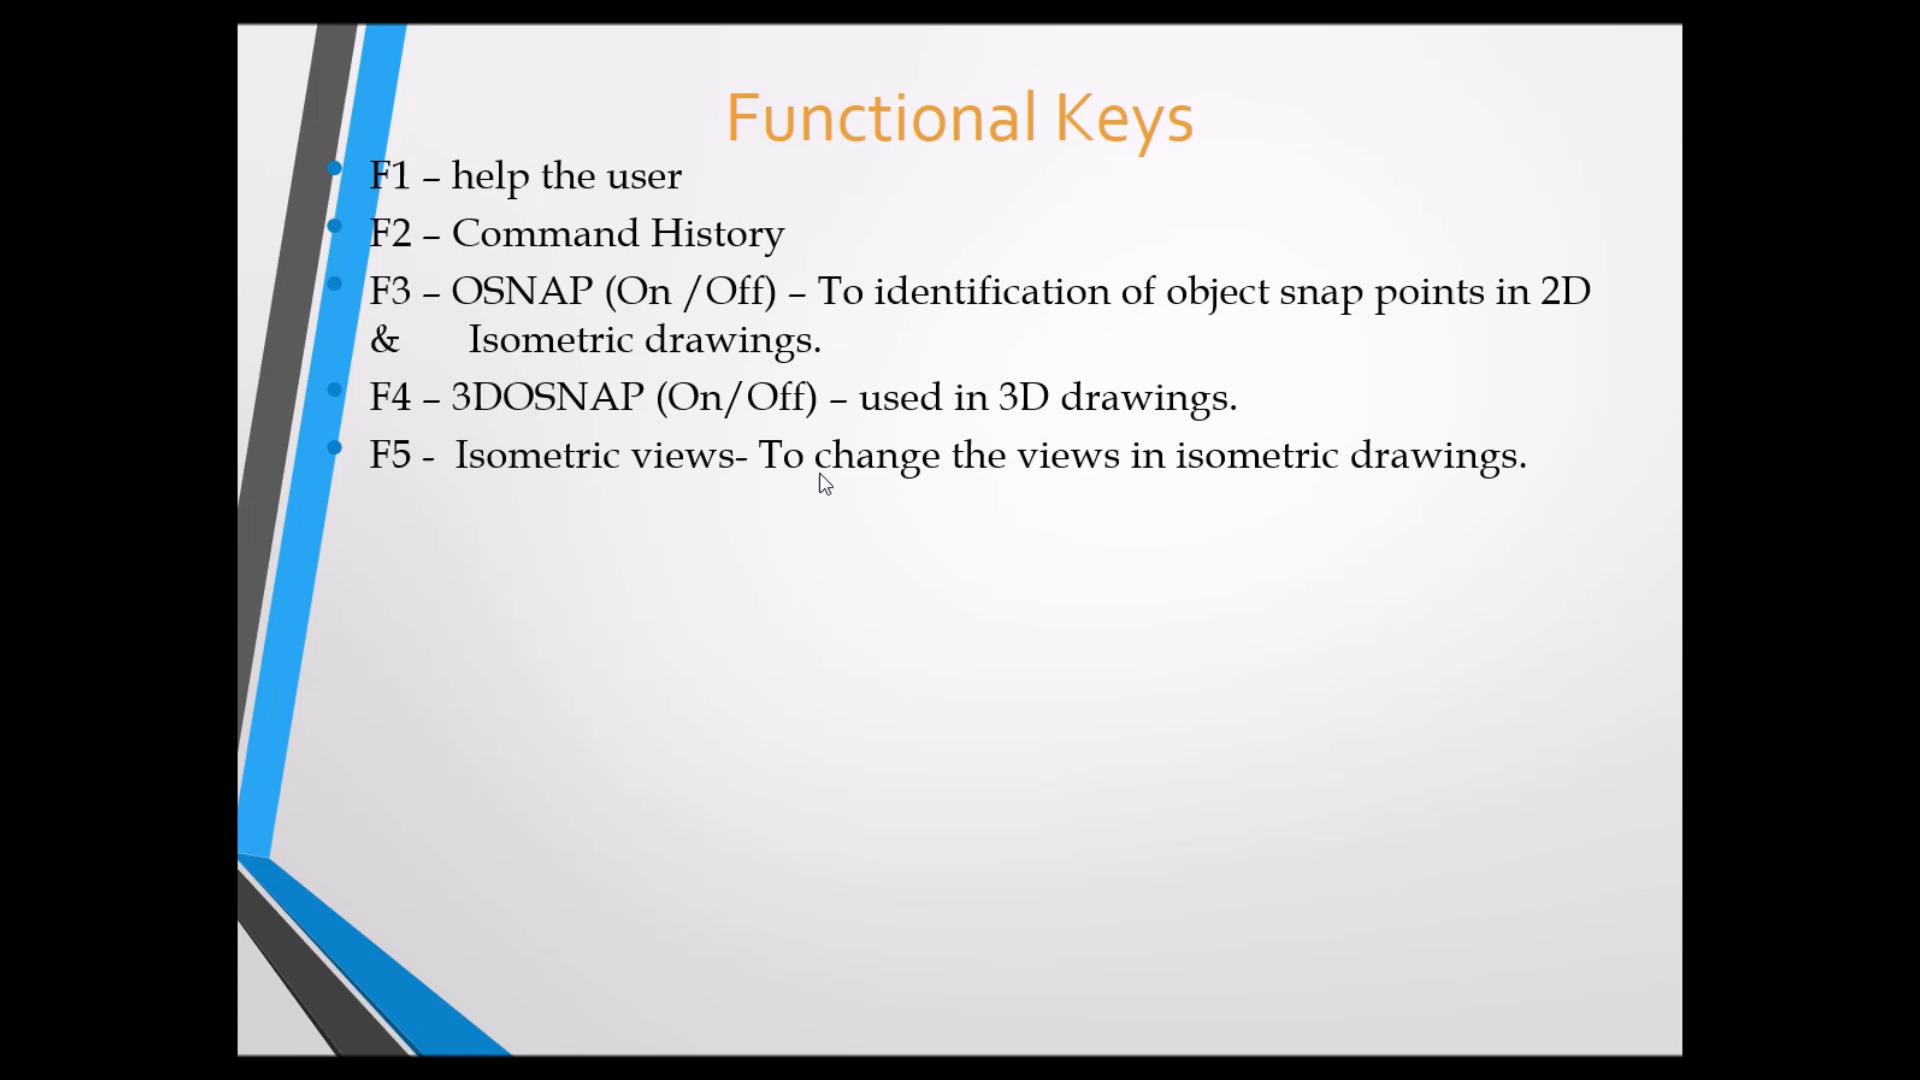 Functional Keys
F1 – help the user
F2 – Command History
F3 – OSNAP (On /Off) – To identification of object snap points in 2D
& Isometric drawings.
F4 – 3DOSNAP (On/Off) – used in 3D drawings.
F5 - Isometric views- To change the views in isometric drawings.